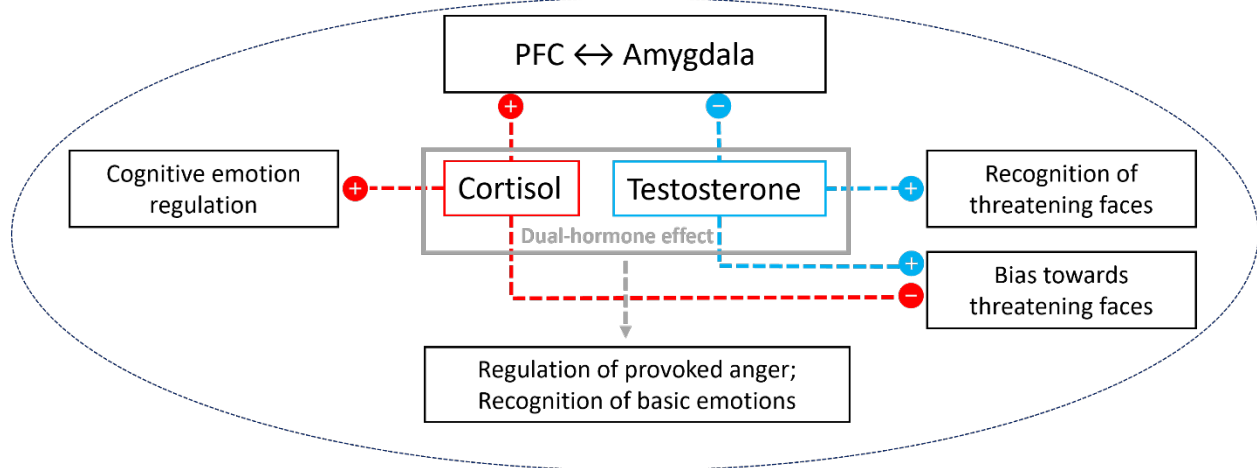 PFC ↔ Amygdala
+
−
Cognitive emotion
regulation
+
Cortisol
Testosterone
+
Recognition of
threatening faces
Dual-hormone effect
+
−
Bias towards
threatening faces
Regulation of provoked anger;
Recognition of basic emotions